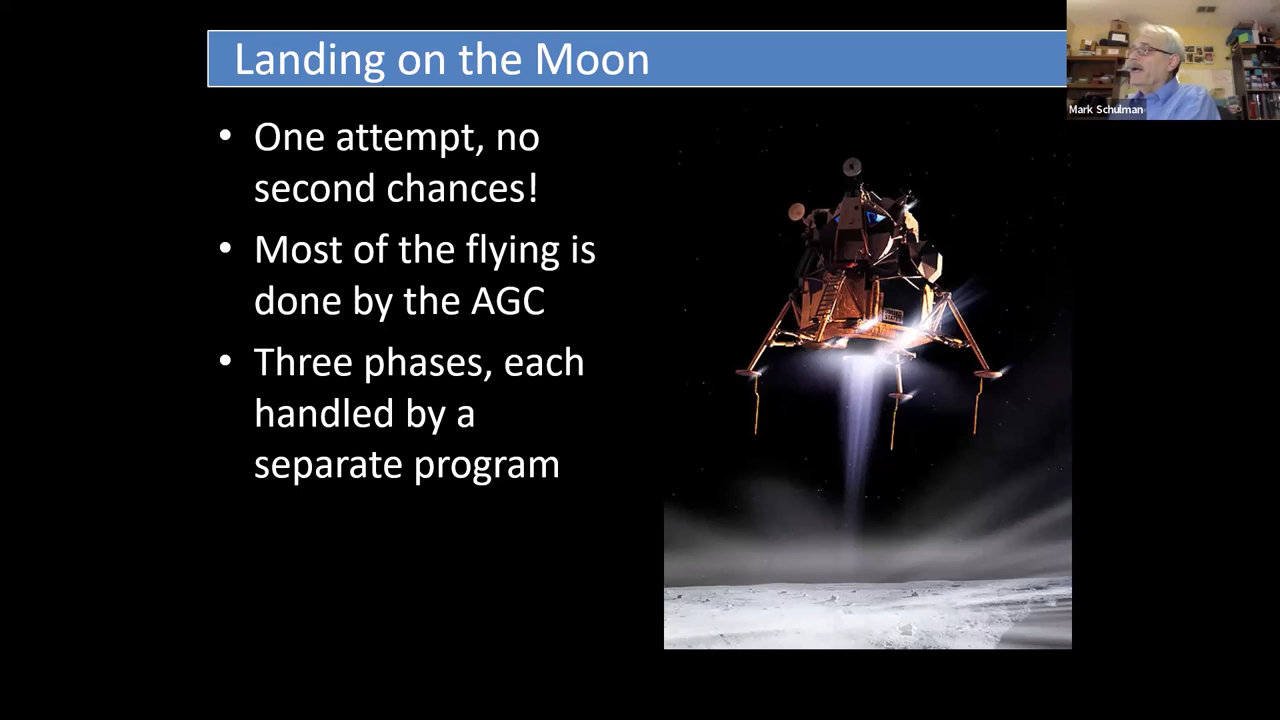 Landing on the Moon
• One attempt, no
second chances!
• Most of the flying is
done by the AGC
• Three phases, each
handled by a
separate program
Mark Schulman